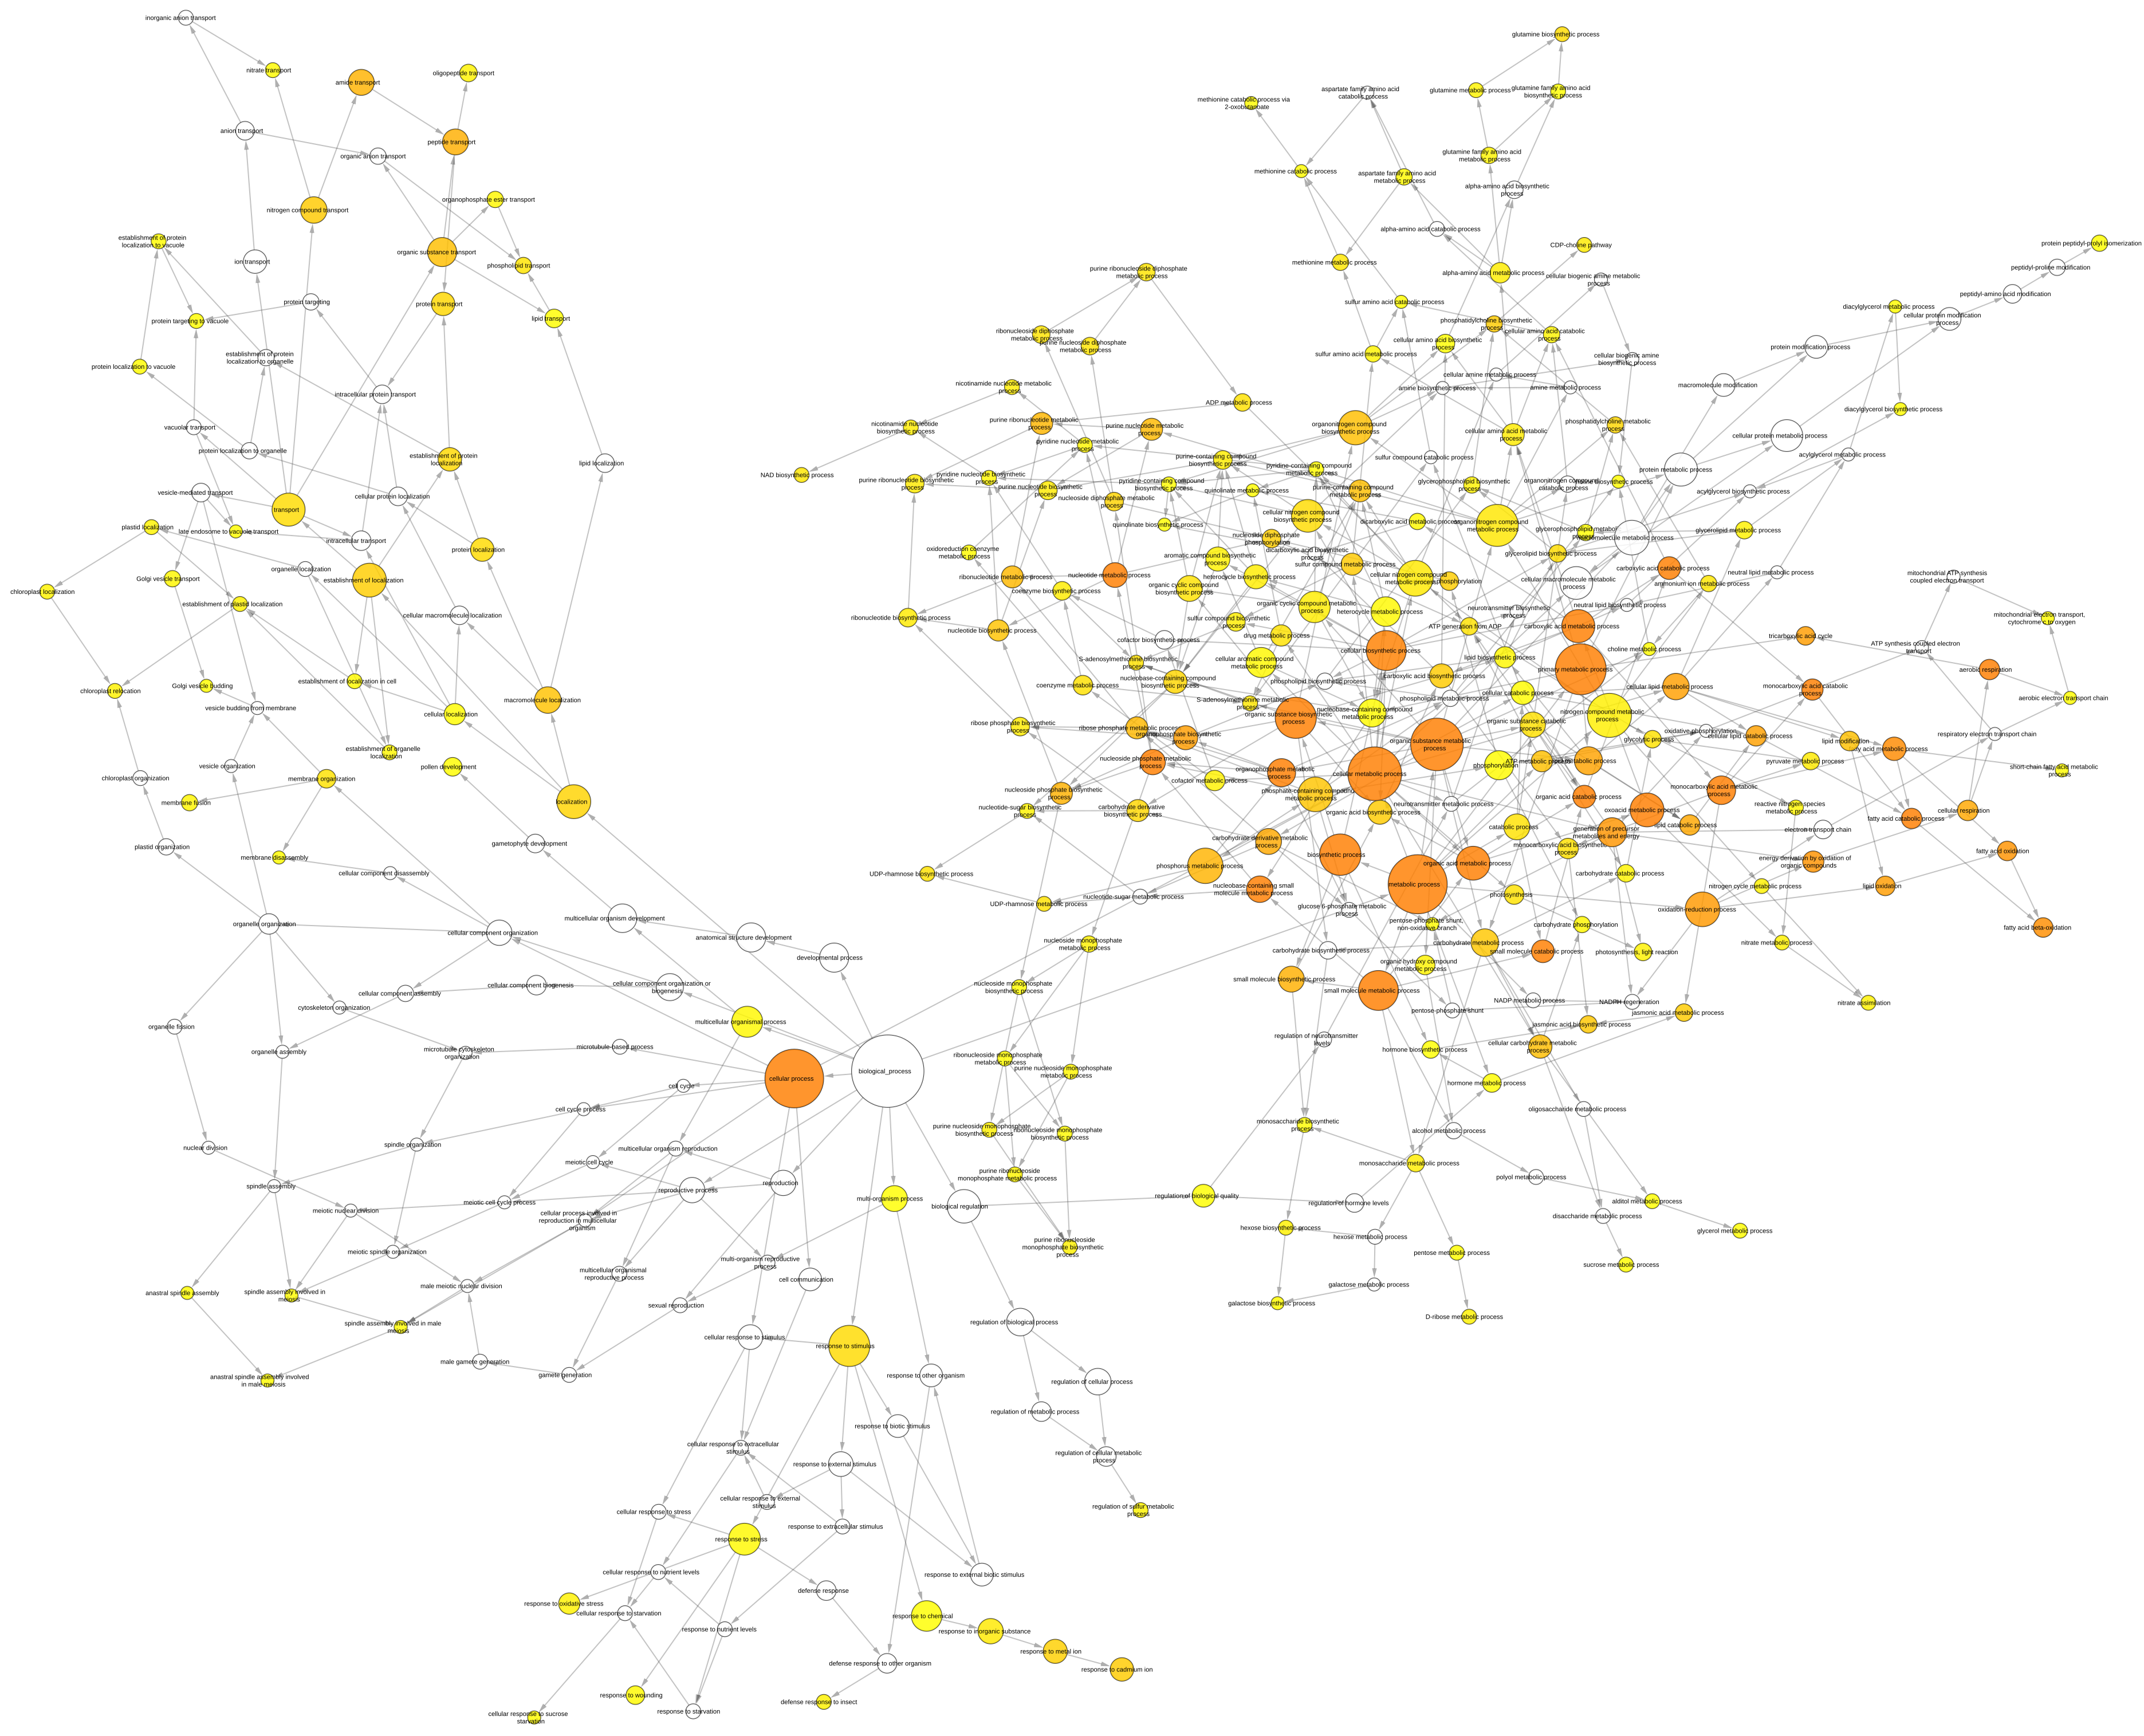 inorganic anion transport
nitrate transport
amide transport
oligopeptide transport
anion transport
organic anion transport
peptide transport
nitrogen compound transport
organophosphate ester transport
establishment of protein
localization to vacuole
ion transport
organic substance transport
phospholipid transport
protein targeting
protein transport
protein targeting to vacuole
lipid transport
establishment of protein
localization to organelle
protein localization to vacuole
intracellular protein transport
vacuolar transport
protein localization to organelle
establishment of protein
localization
lipid localization
vesicle-mediated transport
cellular protein localization
transport
plastid localization
late endosome to vacuole transport
intracellular transport
protein localization
organelle localization
establishment of localization
Golgi vesicle transport
chloroplast localization
establishment of plastid localization
cellular macromolecule localization
chloroplast relocation
Golgi vesicle budding
establishment of localization in cell
vesicle budding from membrane
cellular localization
macromolecule localization
establishment of organelle
localization
vesicle organization
pollen development
chloroplast organization
membrane organization
membrane fusion
localization
plastid organization
gametophyte development
membrane disassembly
cellular component disassembly
organelle organization
cellular component organization
multicellular organism development
anatomical structure development
developmental process
cellular component assembly
cellular component biogenesis
cellular component organization or
biogenesis
cytoskeleton organization
organelle fission
multicellular organismal process
organelle assembly
microtubule cytoskeleton
organization
microtubule-based process
cell cycle
cellular process
biological_process
cell cycle process
nuclear division
spindle organization
multicellular organism reproduction
meiotic cell cycle
spindle assembly
reproductive process
reproduction
meiotic nuclear division
meiotic cell cycle process
cellular process involved in
reproduction in multicellular
organism
multi-organism process
biological regulation
meiotic spindle organization
multicellular organismal
reproductive process
multi-organism reproductive
process
cell communication
anastral spindle assembly
spindle assembly involved in
meiosis
male meiotic nuclear division
sexual reproduction
spindle assembly involved in male
meiosis
cellular response to stimulus
response to stimulus
male gamete generation
gamete generation
anastral spindle assembly involved
in male meiosis
response to other organism
regulation of biological process
regulation of cellular process
regulation of metabolic process
response to biotic stimulus
cellular response to extracellular
stimulus
response to external stimulus
regulation of cellular metabolic
process
cellular response to external
stimulus
cellular response to stress
response to extracellular stimulus
regulation of sulfur metabolic
process
response to stress
cellular response to nutrient levels
defense response
response to external biotic stimulus
response to oxidative stress
cellular response to starvation
response to chemical
response to nutrient levels
response to inorganic substance
response to metal ion
response to cadmium ion
defense response to other organism
response to wounding
defense response to insect
response to starvation
cellular response to sucrose
starvation
glutamine biosynthetic process
glutamine metabolic process
glutamine family amino acid
biosynthetic process
aspartate family amino acid
catabolic process
methionine catabolic process via
2-oxobutanoate
glutamine family amino acid
metabolic process
methionine catabolic process
aspartate family amino acid
metabolic process
alpha-amino acid biosynthetic
process
alpha-amino acid catabolic process
CDP-choline pathway
protein peptidyl-prolyl isomerization
peptidyl-proline modification
peptidyl-amino acid modification
methionine metabolic process
alpha-amino acid metabolic process
cellular biogenic amine metabolic
process
purine ribonucleoside diphosphate
metabolic process
sulfur amino acid catabolic process
diacylglycerol metabolic process
cellular protein modification
process
ribonucleoside diphosphate
metabolic process
purine nucleoside diphosphate
metabolic process
phosphatidylcholine biosynthetic
process
cellular amino acid catabolic
process
cellular amino acid biosynthetic
process
protein modification process
sulfur amino acid metabolic process
cellular biogenic amine
biosynthetic process
cellular amine metabolic process
amine biosynthetic process
amine metabolic process
macromolecule modification
nicotinamide nucleotide metabolic
process
ADP metabolic process
diacylglycerol biosynthetic process
nicotinamide nucleotide
biosynthetic process
purine ribonucleotide metabolic
process
purine nucleotide metabolic
process
organonitrogen compound
biosynthetic process
phosphatidylcholine metabolic
process
cellular amino acid metabolic
process
cellular protein metabolic process
pyridine nucleotide metabolic
process
sulfur compound catabolic process
acylglycerol metabolic process
NAD biosynthetic process
purine-containing compound
biosynthetic process
pyridine-containing compound
metabolic process
protein metabolic process
purine ribonucleotide biosynthetic
process
pyridine nucleotide biosynthetic
process
purine nucleotide biosynthetic
process
pyridine-containing compound
biosynthetic process
quinolinate metabolic process
purine-containing compound
metabolic process
glycerophospholipid biosynthetic
process
organonitrogen compound
catabolic process
acylglycerol biosynthetic process
nucleoside diphosphate metabolic
process
cellular nitrogen compound
biosynthetic process
dicarboxylic acid metabolic process
organonitrogen compound
metabolic process
quinolinate biosynthetic process
glycerolipid metabolic process
macromolecule metabolic process
nucleoside diphosphate
phosphorylation
dicarboxylic acid biosynthetic
process
oxidoreduction coenzyme
metabolic process
aromatic compound biosynthetic
process
glycerolipid biosynthetic process
sulfur compound metabolic process
carboxylic acid catabolic process
neutral lipid metabolic process
mitochondrial ATP synthesis
coupled electron transport
ribonucleotide metabolic process
nucleotide metabolic process
heterocycle biosynthetic process
cellular nitrogen compound
metabolic process
cellular macromolecule metabolic
process
ammonium ion metabolic process
coenzyme biosynthetic process
organic cyclic compound
biosynthetic process
organic cyclic compound metabolic
process
heterocycle metabolic process
neurotransmitter biosynthetic
process
neutral lipid biosynthetic process
mitochondrial electron transport,
cytochrome c to oxygen
ribonucleotide biosynthetic process
nucleotide biosynthetic process
sulfur compound biosynthetic
process
ATP generation from ADP
carboxylic acid metabolic process
tricarboxylic acid cycle
ATP synthesis coupled electron
transport
cofactor biosynthetic process
drug metabolic process
cellular biosynthetic process
lipid biosynthetic process
choline metabolic process
S-adenosylmethionine biosynthetic
process
cellular aromatic compound
metabolic process
primary metabolic process
aerobic respiration
coenzyme metabolic process
nucleobase-containing compound
biosynthetic process
phospholipid biosynthetic process
carboxylic acid biosynthetic process
cellular lipid metabolic process
monocarboxylic acid catabolic
process
aerobic electron transport chain
S-adenosylmethionine metabolic
process
phospholipid metabolic process
cellular catabolic process
ribose phosphate biosynthetic
process
ribose phosphate metabolic process
organic substance biosynthetic
process
nucleobase-containing compound
metabolic process
nitrogen compound metabolic
process
organic substance catabolic
process
oxidative phosphorylation
cellular lipid catabolic process
respiratory electron transport chain
organophosphate biosynthetic
process
organic substance metabolic
process
glycolytic process
lipid modification
fatty acid metabolic process
nucleoside phosphate metabolic
process
organophosphate metabolic
process
cellular metabolic process
phosphorylation
ATP metabolic process
pyruvate metabolic process
short-chain fatty acid metabolic
process
cofactor metabolic process
nucleoside phosphate biosynthetic
process
phosphate-containing compound
metabolic process
monocarboxylic acid metabolic
process
nucleotide-sugar biosynthetic
process
carbohydrate derivative
biosynthetic process
organic acid biosynthetic process
neurotransmitter metabolic process
organic acid catabolic process
oxoacid metabolic process
reactive nitrogen species
metabolic process
cellular respiration
carbohydrate derivative metabolic
process
catabolic process
generation of precursor
metabolites and energy
lipid catabolic process
electron transport chain
fatty acid catabolic process
phosphorus metabolic process
biosynthetic process
organic acid metabolic process
monocarboxylic acid biosynthetic
process
energy derivation by oxidation of
organic compounds
fatty acid oxidation
UDP-rhamnose biosynthetic process
nucleobase-containing small
molecule metabolic process
metabolic process
carbohydrate catabolic process
nitrogen cycle metabolic process
lipid oxidation
UDP-rhamnose metabolic process
nucleotide-sugar metabolic process
glucose 6-phosphate metabolic
process
photosynthesis
oxidation-reduction process
pentose-phosphate shunt,
non-oxidative branch
carbohydrate phosphorylation
fatty acid beta-oxidation
nucleoside monophosphate
metabolic process
carbohydrate biosynthetic process
carbohydrate metabolic process
small molecule catabolic process
photosynthesis, light reaction
nitrate metabolic process
organic hydroxy compound
metabolic process
nucleoside monophosphate
biosynthetic process
small molecule biosynthetic process
small molecule metabolic process
NADP metabolic process
NADPH regeneration
nitrate assimilation
pentose-phosphate shunt
jasmonic acid biosynthetic process
jasmonic acid metabolic process
regulation of neurotransmitter
levels
ribonucleoside monophosphate
metabolic process
purine nucleoside monophosphate
metabolic process
hormone biosynthetic process
cellular carbohydrate metabolic
process
hormone metabolic process
oligosaccharide metabolic process
purine nucleoside monophosphate
biosynthetic process
ribonucleoside monophosphate
biosynthetic process
monosaccharide biosynthetic
process
alcohol metabolic process
purine ribonucleoside
monophosphate metabolic process
monosaccharide metabolic process
polyol metabolic process
regulation of biological quality
regulation of hormone levels
alditol metabolic process
disaccharide metabolic process
glycerol metabolic process
purine ribonucleoside
monophosphate biosynthetic
process
hexose biosynthetic process
hexose metabolic process
pentose metabolic process
sucrose metabolic process
galactose metabolic process
galactose biosynthetic process
D-ribose metabolic process